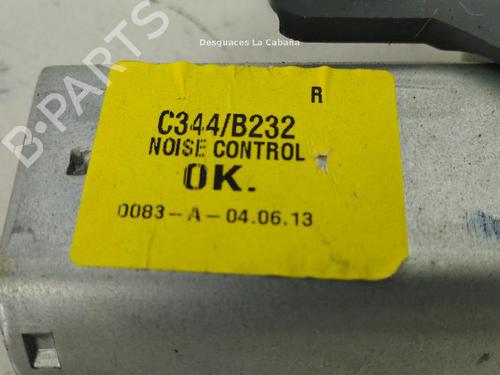 Desguaces La Cabaña
R
C344/B232
NOISE CONTROL
OK.
0083-A-04.06.13
B-PARTS